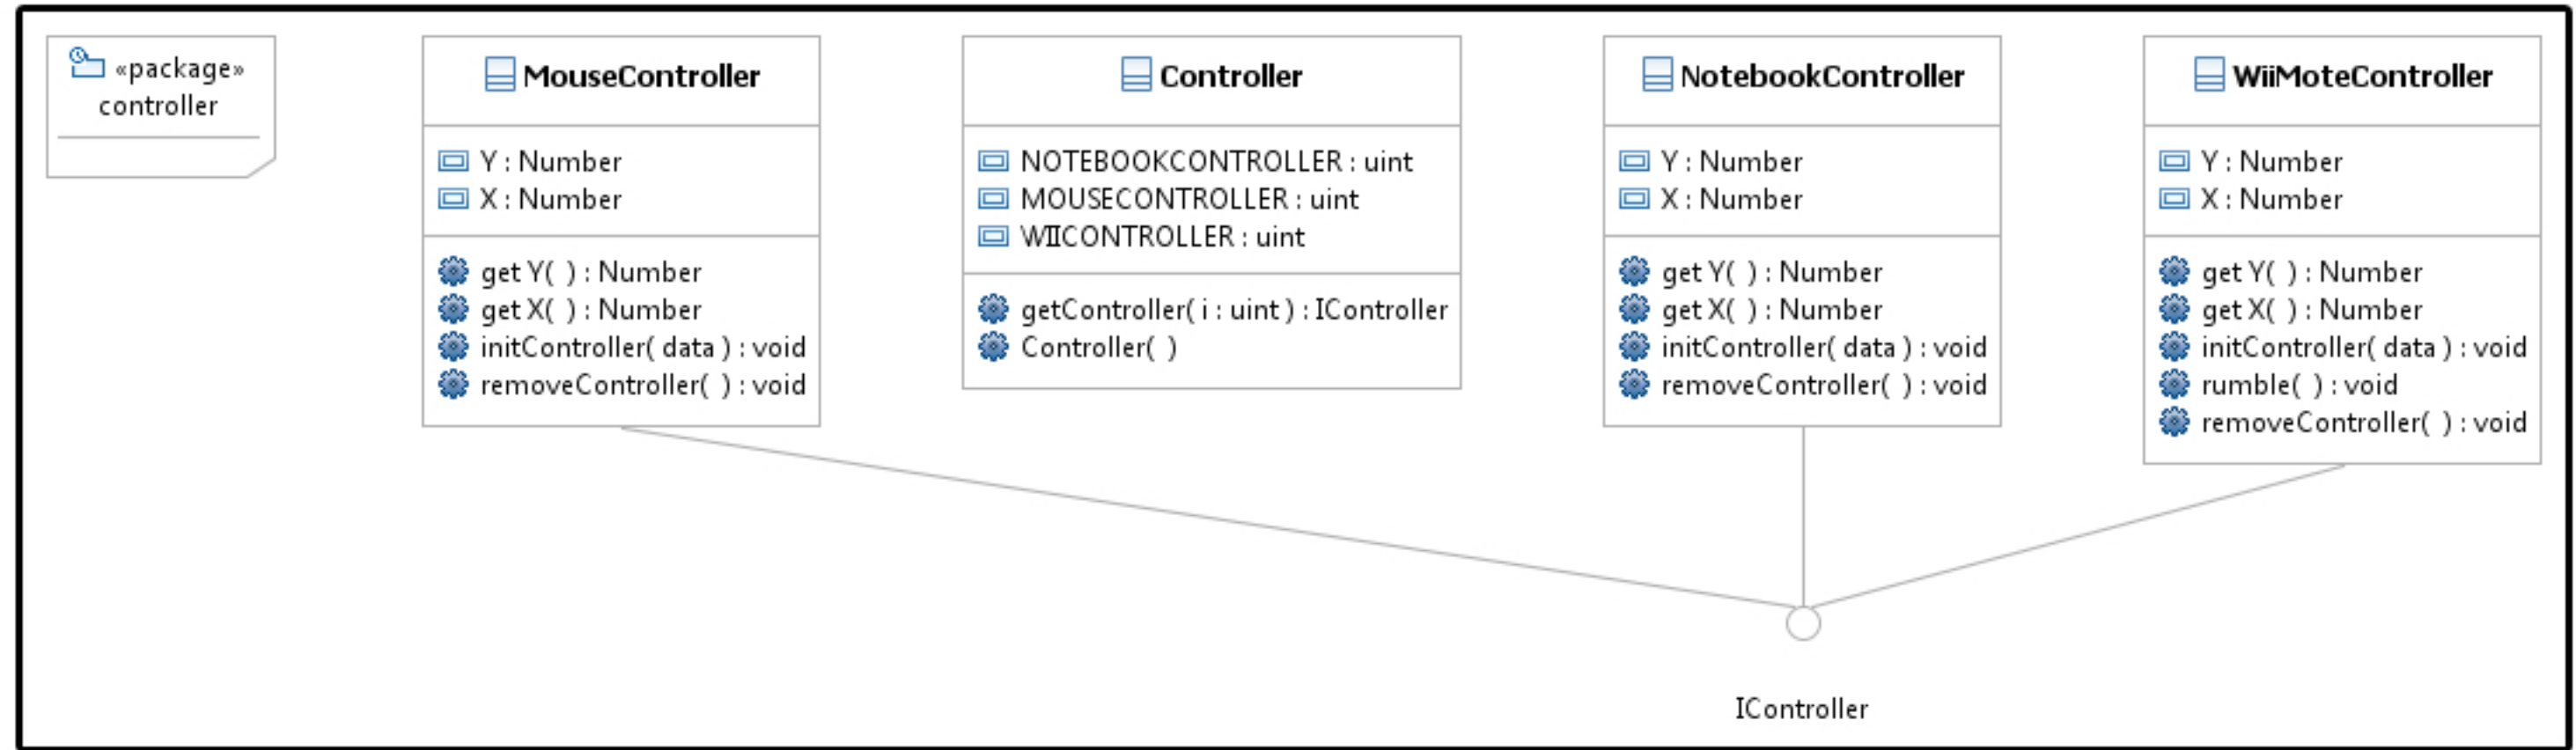 «package»
controller
MouseController
Y : Number
X : Number
get Y( ) : Number
get X( ) : Number
initController( data ) : void
removeController( ) : void
Controller
NOTEBOOKCONTROLLER : uint
MOUSECONTROLLER : uint
WIICONTROLLER : uint
getController( i : uint ) : IController
Controller( )
NotebookController
Y : Number
X : Number
get Y( ) : Number
get X( ) : Number
initController( data ) : void
removeController( ) : void
WiiMoteController
Y : Number
X : Number
get Y( ) : Number
get X( ) : Number
initController( data ) : void
rumble( ) : void
removeController( ) : void
IController